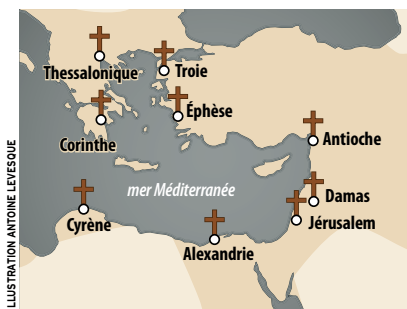 Thessalonique
Troie
Éphèse
Corinthe
Antioche
mer Méditerranée
Damas
Cyrène
Jérusalem
Alexandrie
LLUSTRATION ANTOINE LEVESQUE